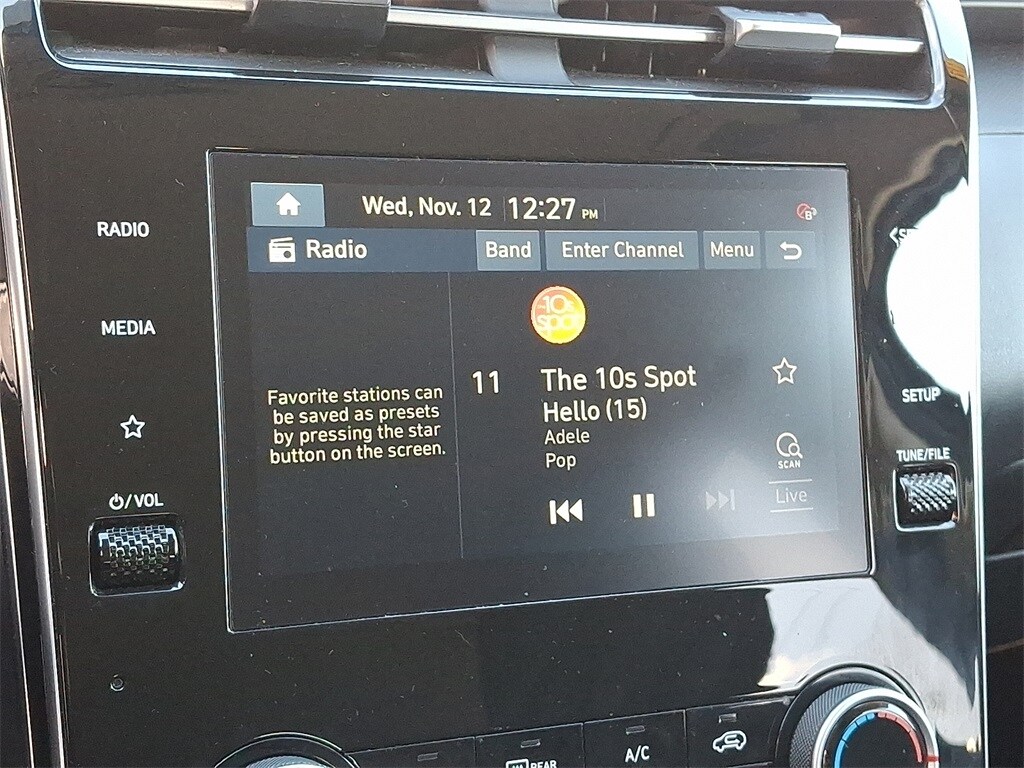 RADIO
MEDIA
/ VOL
Wed, Nov. 12 12:27 PM
B
Radio Band Enter Channel Menu
10s
spot
Favorite stations can
be saved as presets
by pressing the star
button on the screen.
11 The 10s Spot
Hello (15)
Adele
Pop
SCAN
Live
SETUP
TUNE/FILE
REAR
A/C